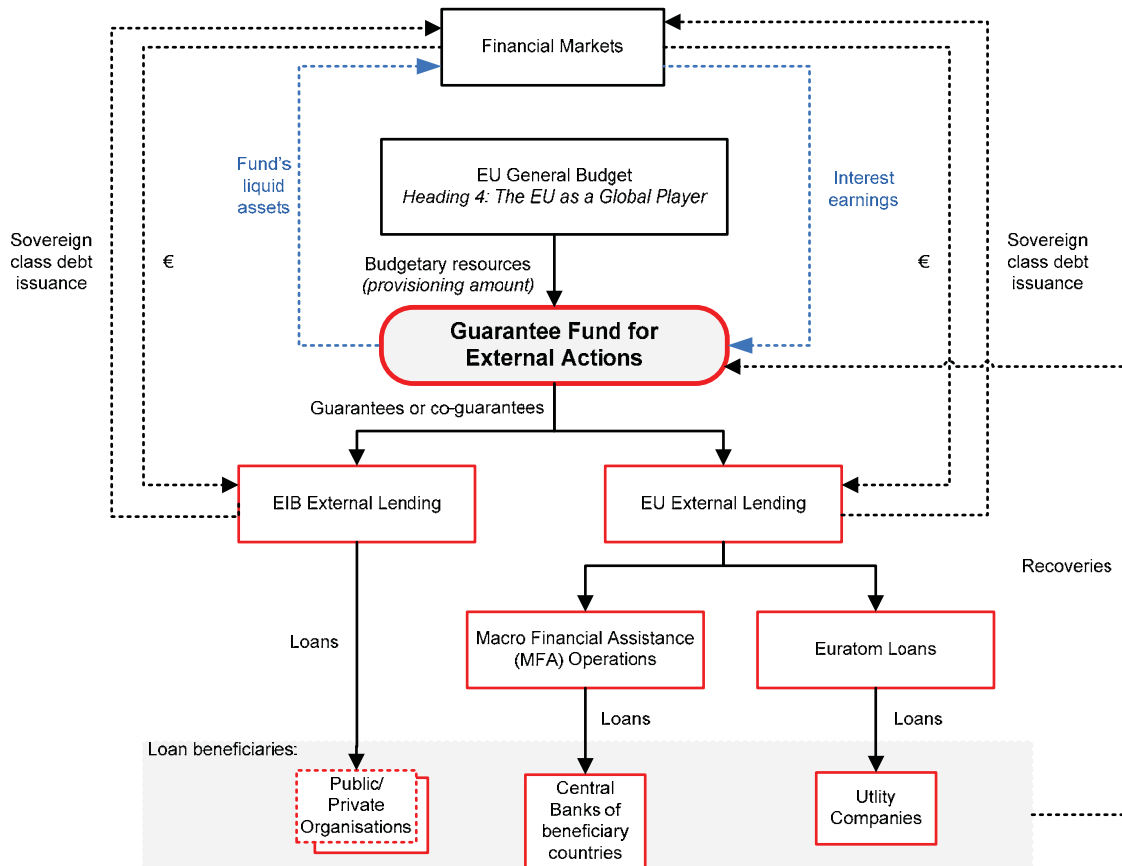 Financial Markets
Fund's
liquid
assets
EU General Budget
Heading 4: The EU as a Global Player
Interest
earnings
Sovereign
class debt
issuance
€
Budgetary resources
(provisioning amount)
€
Sovereign
class debt
issuance
Guarantee Fund for
External Actions
Guarantees or co-guarantees
EIB External Lending
EU External Lending
Recoveries
Loans
Macro Financial Assistance
(MFA) Operations
Euratom Loans
Loans
Loans
Loan beneficiaries:
Public/
Private
Organisations
Central
Banks of
beneficiary
countries
Utlity
Companies